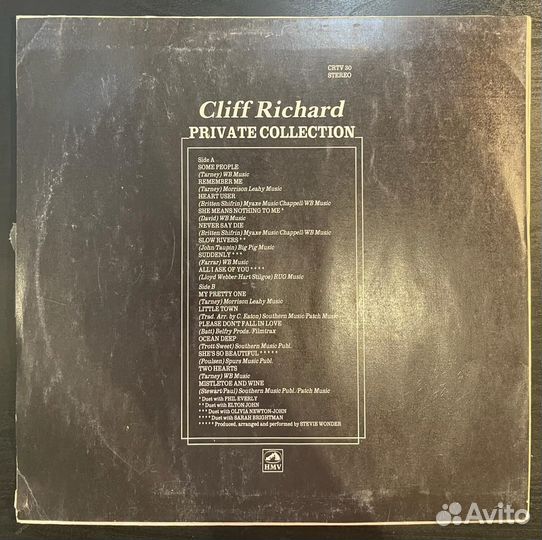 CRTV 30
STEREO
Cliff Richard
PRIVATE COLLECTION
Side A
SOME PEOPLE
(Tarney) WB Music
REMEMBER ME
(Tarney) Morrison Leahy Music
HEART USER
(Britten/Shifrin) Myaxe Music/Chappell/WB Music
SHE MEANS NOTHING TO ME *
(David) WB Music
NEVER SAY DIE
(Britten/Shifrin) Myaxe Music/Chappell/WB Music
SLOW RIVERS * *
(John/Taupin) Big Pig Music
SUDDENLY * * *
(Farrar) WB Music
ALL I ASK OF YOU * * * *
(Lloyd Webber/Hart/Stilgoe) RUG Music
Side B
MY PRETTY ONE
(Tarney) Morrison Leahy Music
LITTLE TOWN
(Trad. Arr. by C. Eaton) Southern Music/Patch Music
PLEASE DON'T FALL IN LOVE
(Batt) Belfry Prods./Filmtrax
OCEAN DEEP
(Trott/Sweet) Southern Music Publ.
SHE'S SO BEAUTIFUL * * * * *
(Poulsen) Spurs Music Publ.
TWO HEARTS
(Tarney) WB Music
MISTLETOE AND WINE
(Stewart/Paul) Southern Music Publ./Patch Music
* Duet with PHIL EVERLY
* * Duet with ELTON JOHN
* * * Duet with OLIVIA NEWTON-JOHN
* * * * Duet with SARAH BRIGHTMAN
* * * * * Produced, arranged and performed by STEVIE WONDER
HMV
Avito